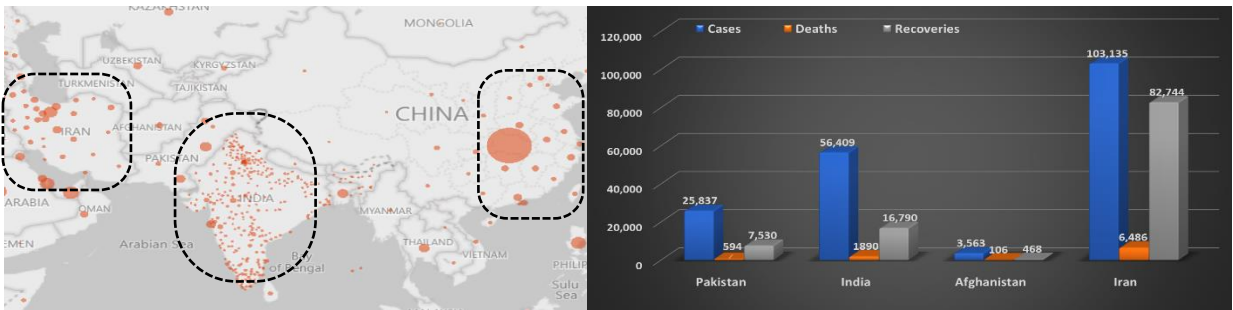 KAZAKHSTAN
MONGOLIA
UZBEKISTAN
KYRGYZSTAN
TURKMENISTAN
TAJIKISTAN
CHINA
IRAN
AFGHANISTAN
PAKISTAN
INDIA
ARABIA
OMAN
MYANMAR
YEMEN
Arabian Sea
Bay
of Bengal
THAILAND
VIETNAM
PHILIP
Sulu
Sea
Cases Deaths Recoveries
120,000
100,000
80,000
60,000
40,000
20,000
0
25,837
594
7,530
56,409
1890
16,790
3,563
106
468
103,135
6,486
82,744
Pakistan India Afghanistan Iran